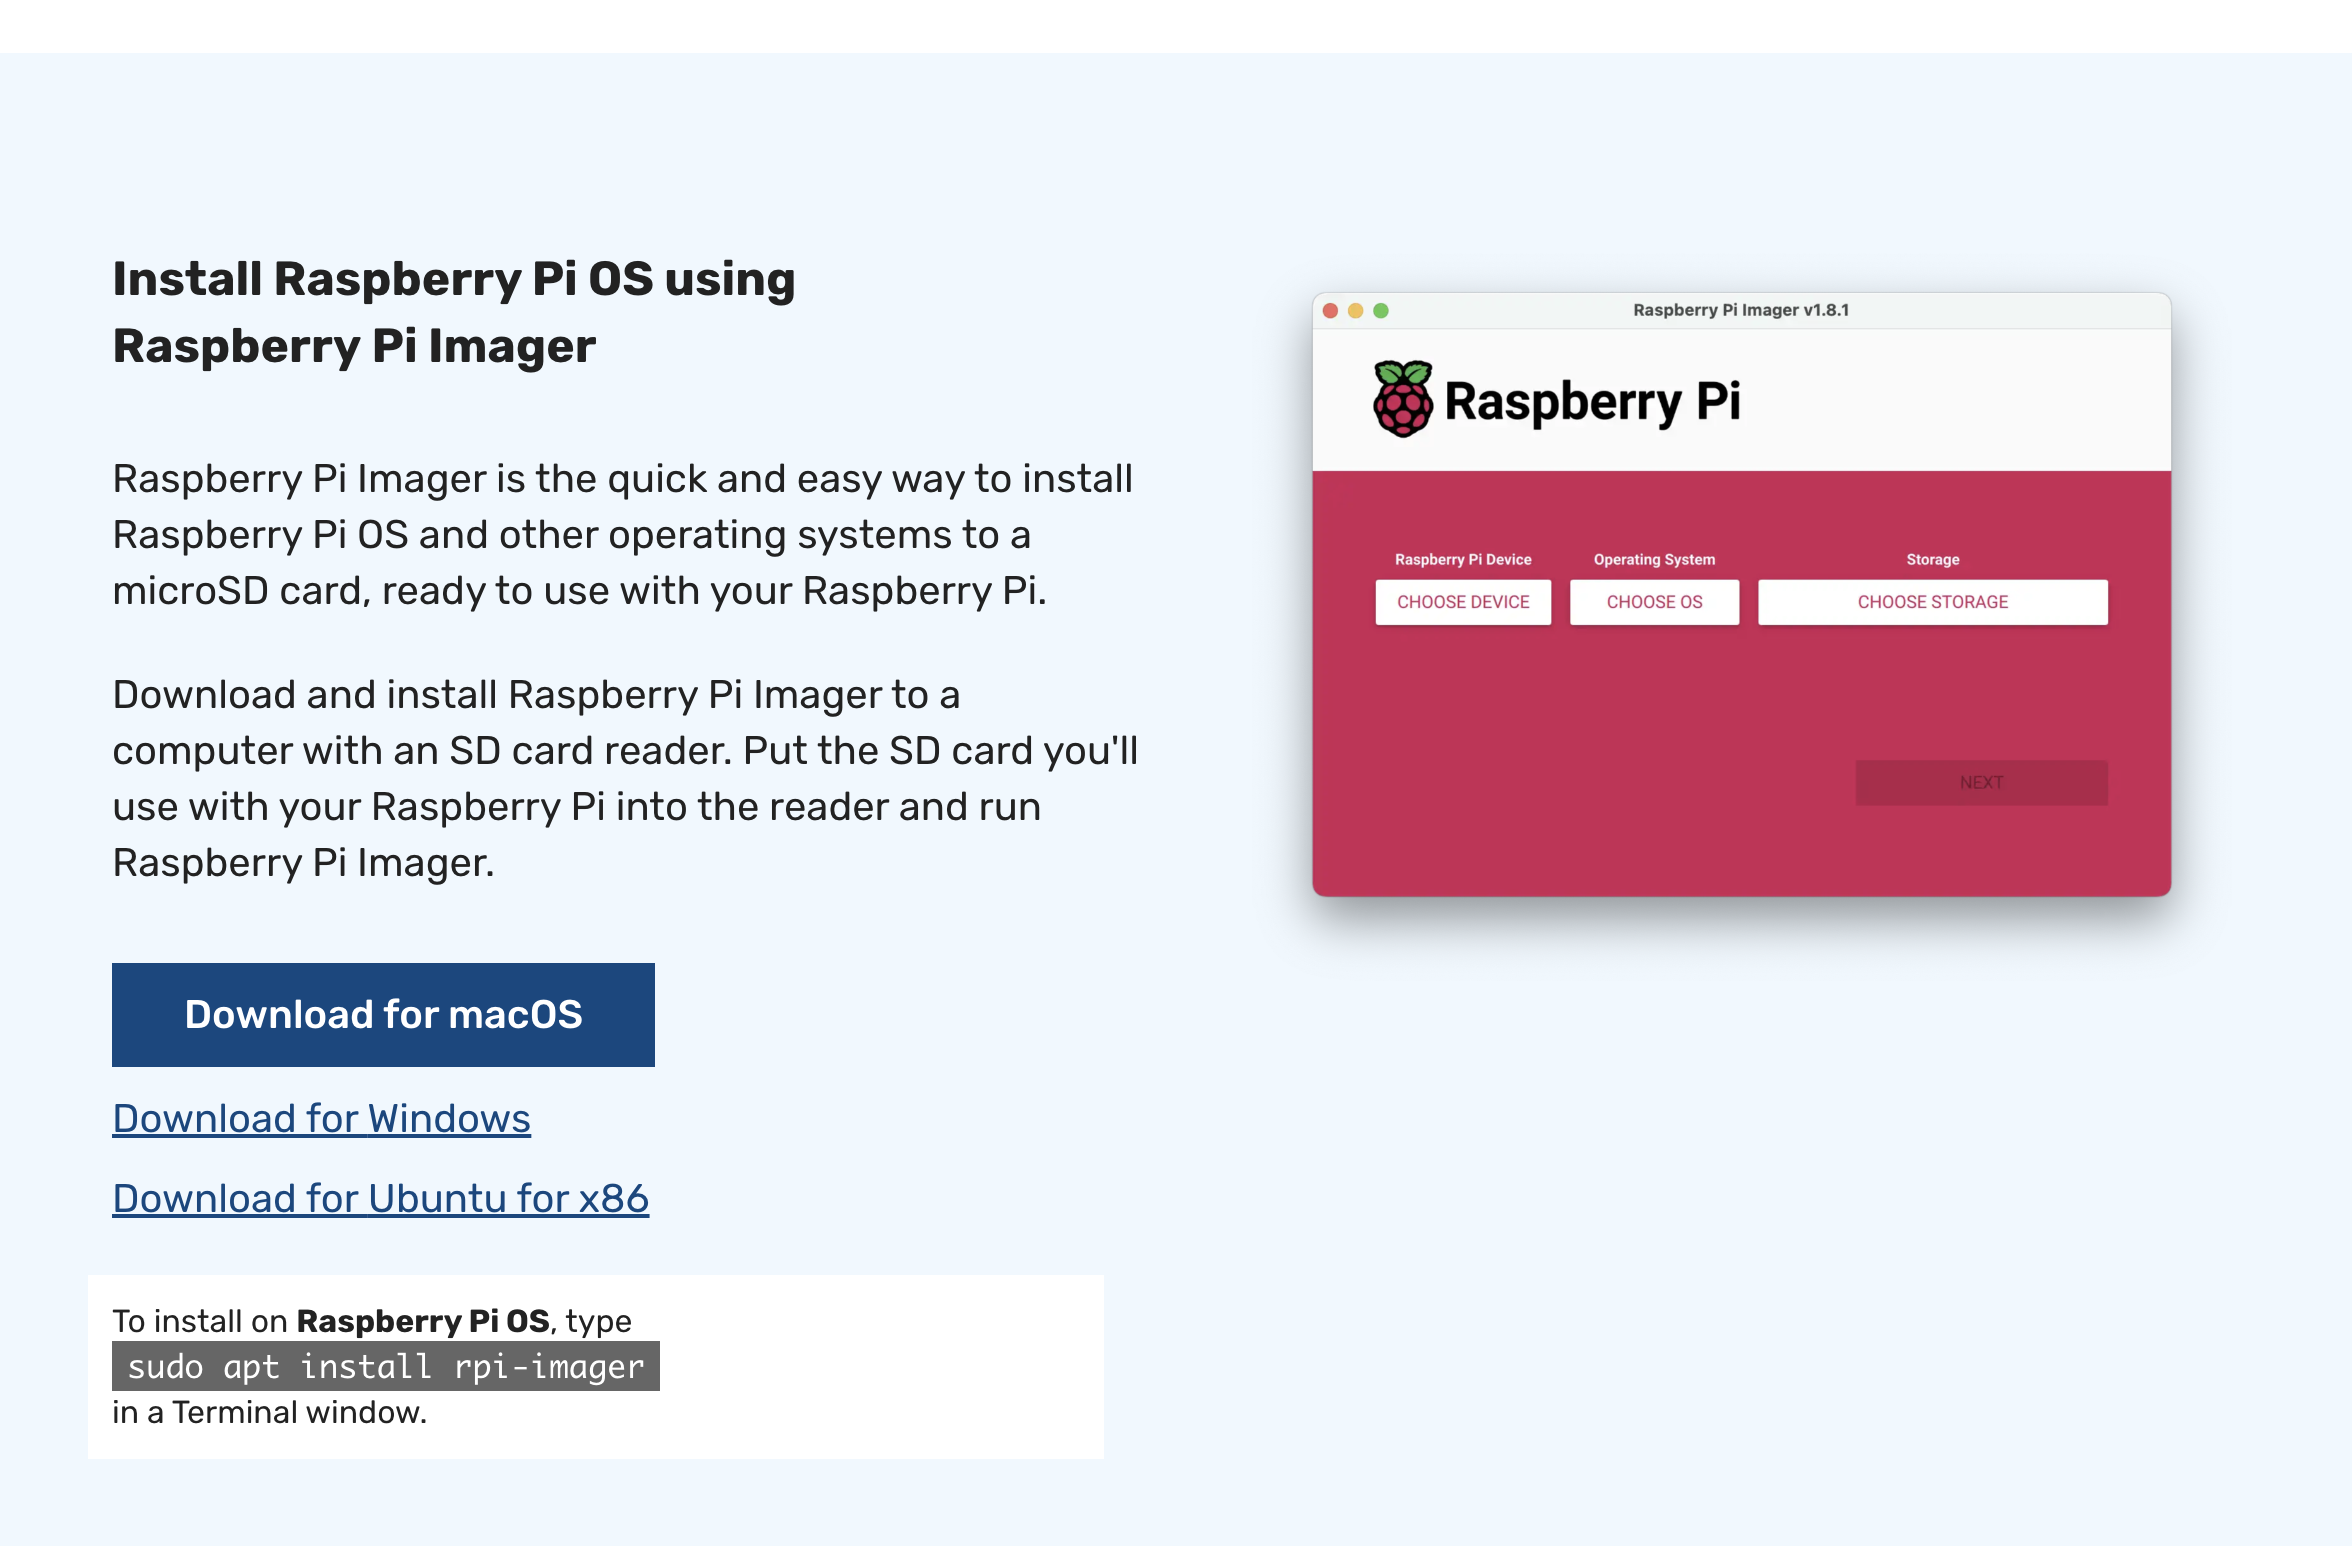 Install Raspberry Pi OS using
Raspberry Pi Imager
Raspberry Pi Imager is the quick and easy way to install
Raspberry Pi OS and other operating systems to a
microSD card, ready to use with your Raspberry Pi.
Download and install Raspberry Pi Imager to a
computer with an SD card reader. Put the SD card you'll
use with your Raspberry Pi into the reader and run
Raspberry Pi Imager.
Download for macOS
Download for Windows
Download for Ubuntu for x86
To install on Raspberry Pi OS, type
sudo apt install rpi-imager
in a Terminal window.
Raspberry Pi Imager v1.8.1
Raspberry Pi
Raspberry Pi Device Operating System Storage
CHOOSE DEVICE CHOOSE OS CHOOSE STORAGE
NEXT